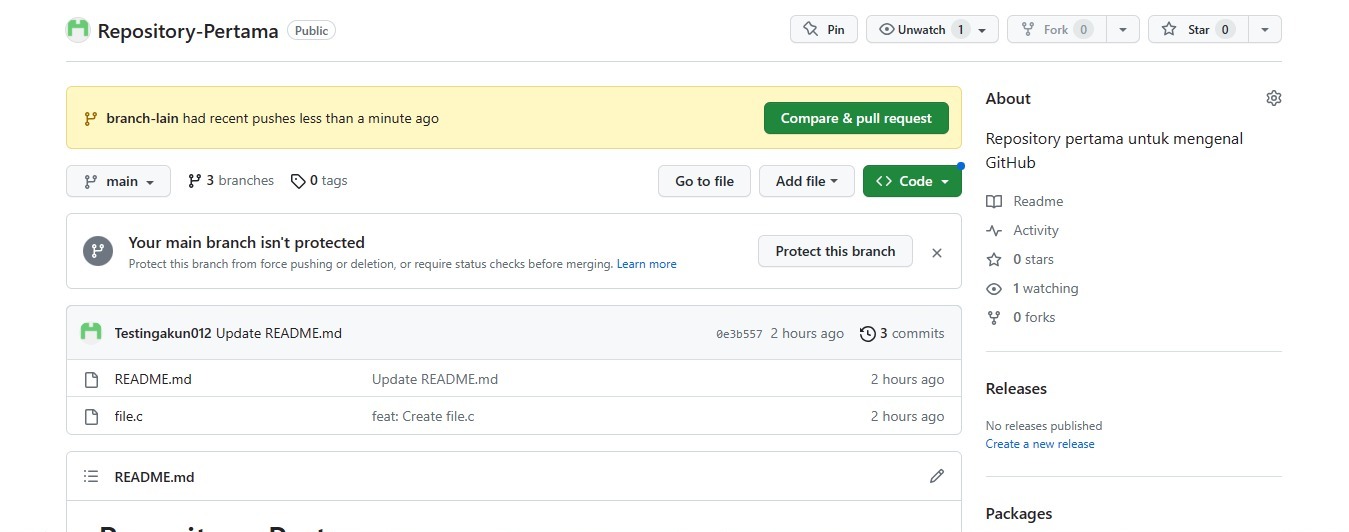 Repository-Pertama Public Pin Unwatch 1 Fork 0 Star 0
branch-lain had recent pushes less than a minute ago Compare & pull request
main 3 branches 0 tags Go to file Add file <> Code
Your main branch isn't protected
Protect this branch from force pushing or deletion, or require status checks before merging. Learn more Protect this branch
Testingakun012 Update README.md 0e3b557 2 hours ago 3 commits
README.md Update README.md 2 hours ago
file.c feat: Create file.c 2 hours ago
README.md
About
Repository pertama untuk mengenal
GitHub
Readme
Activity
0 stars
1 watching
0 forks
Releases
No releases published
Create a new release
Packages